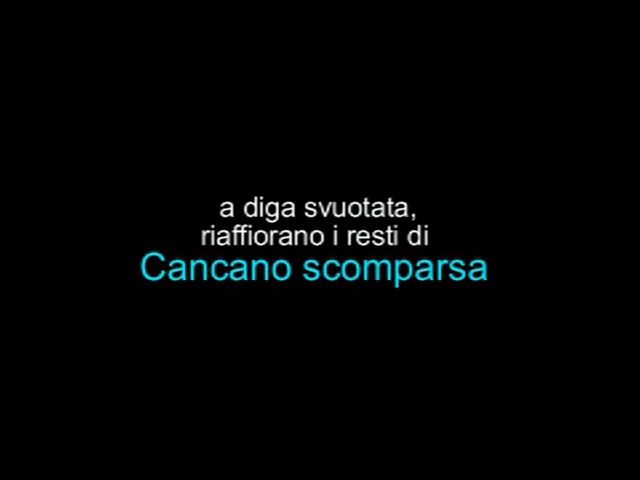 a diga svuotata,
riaffiorano i resti di
Cancano scomparsa